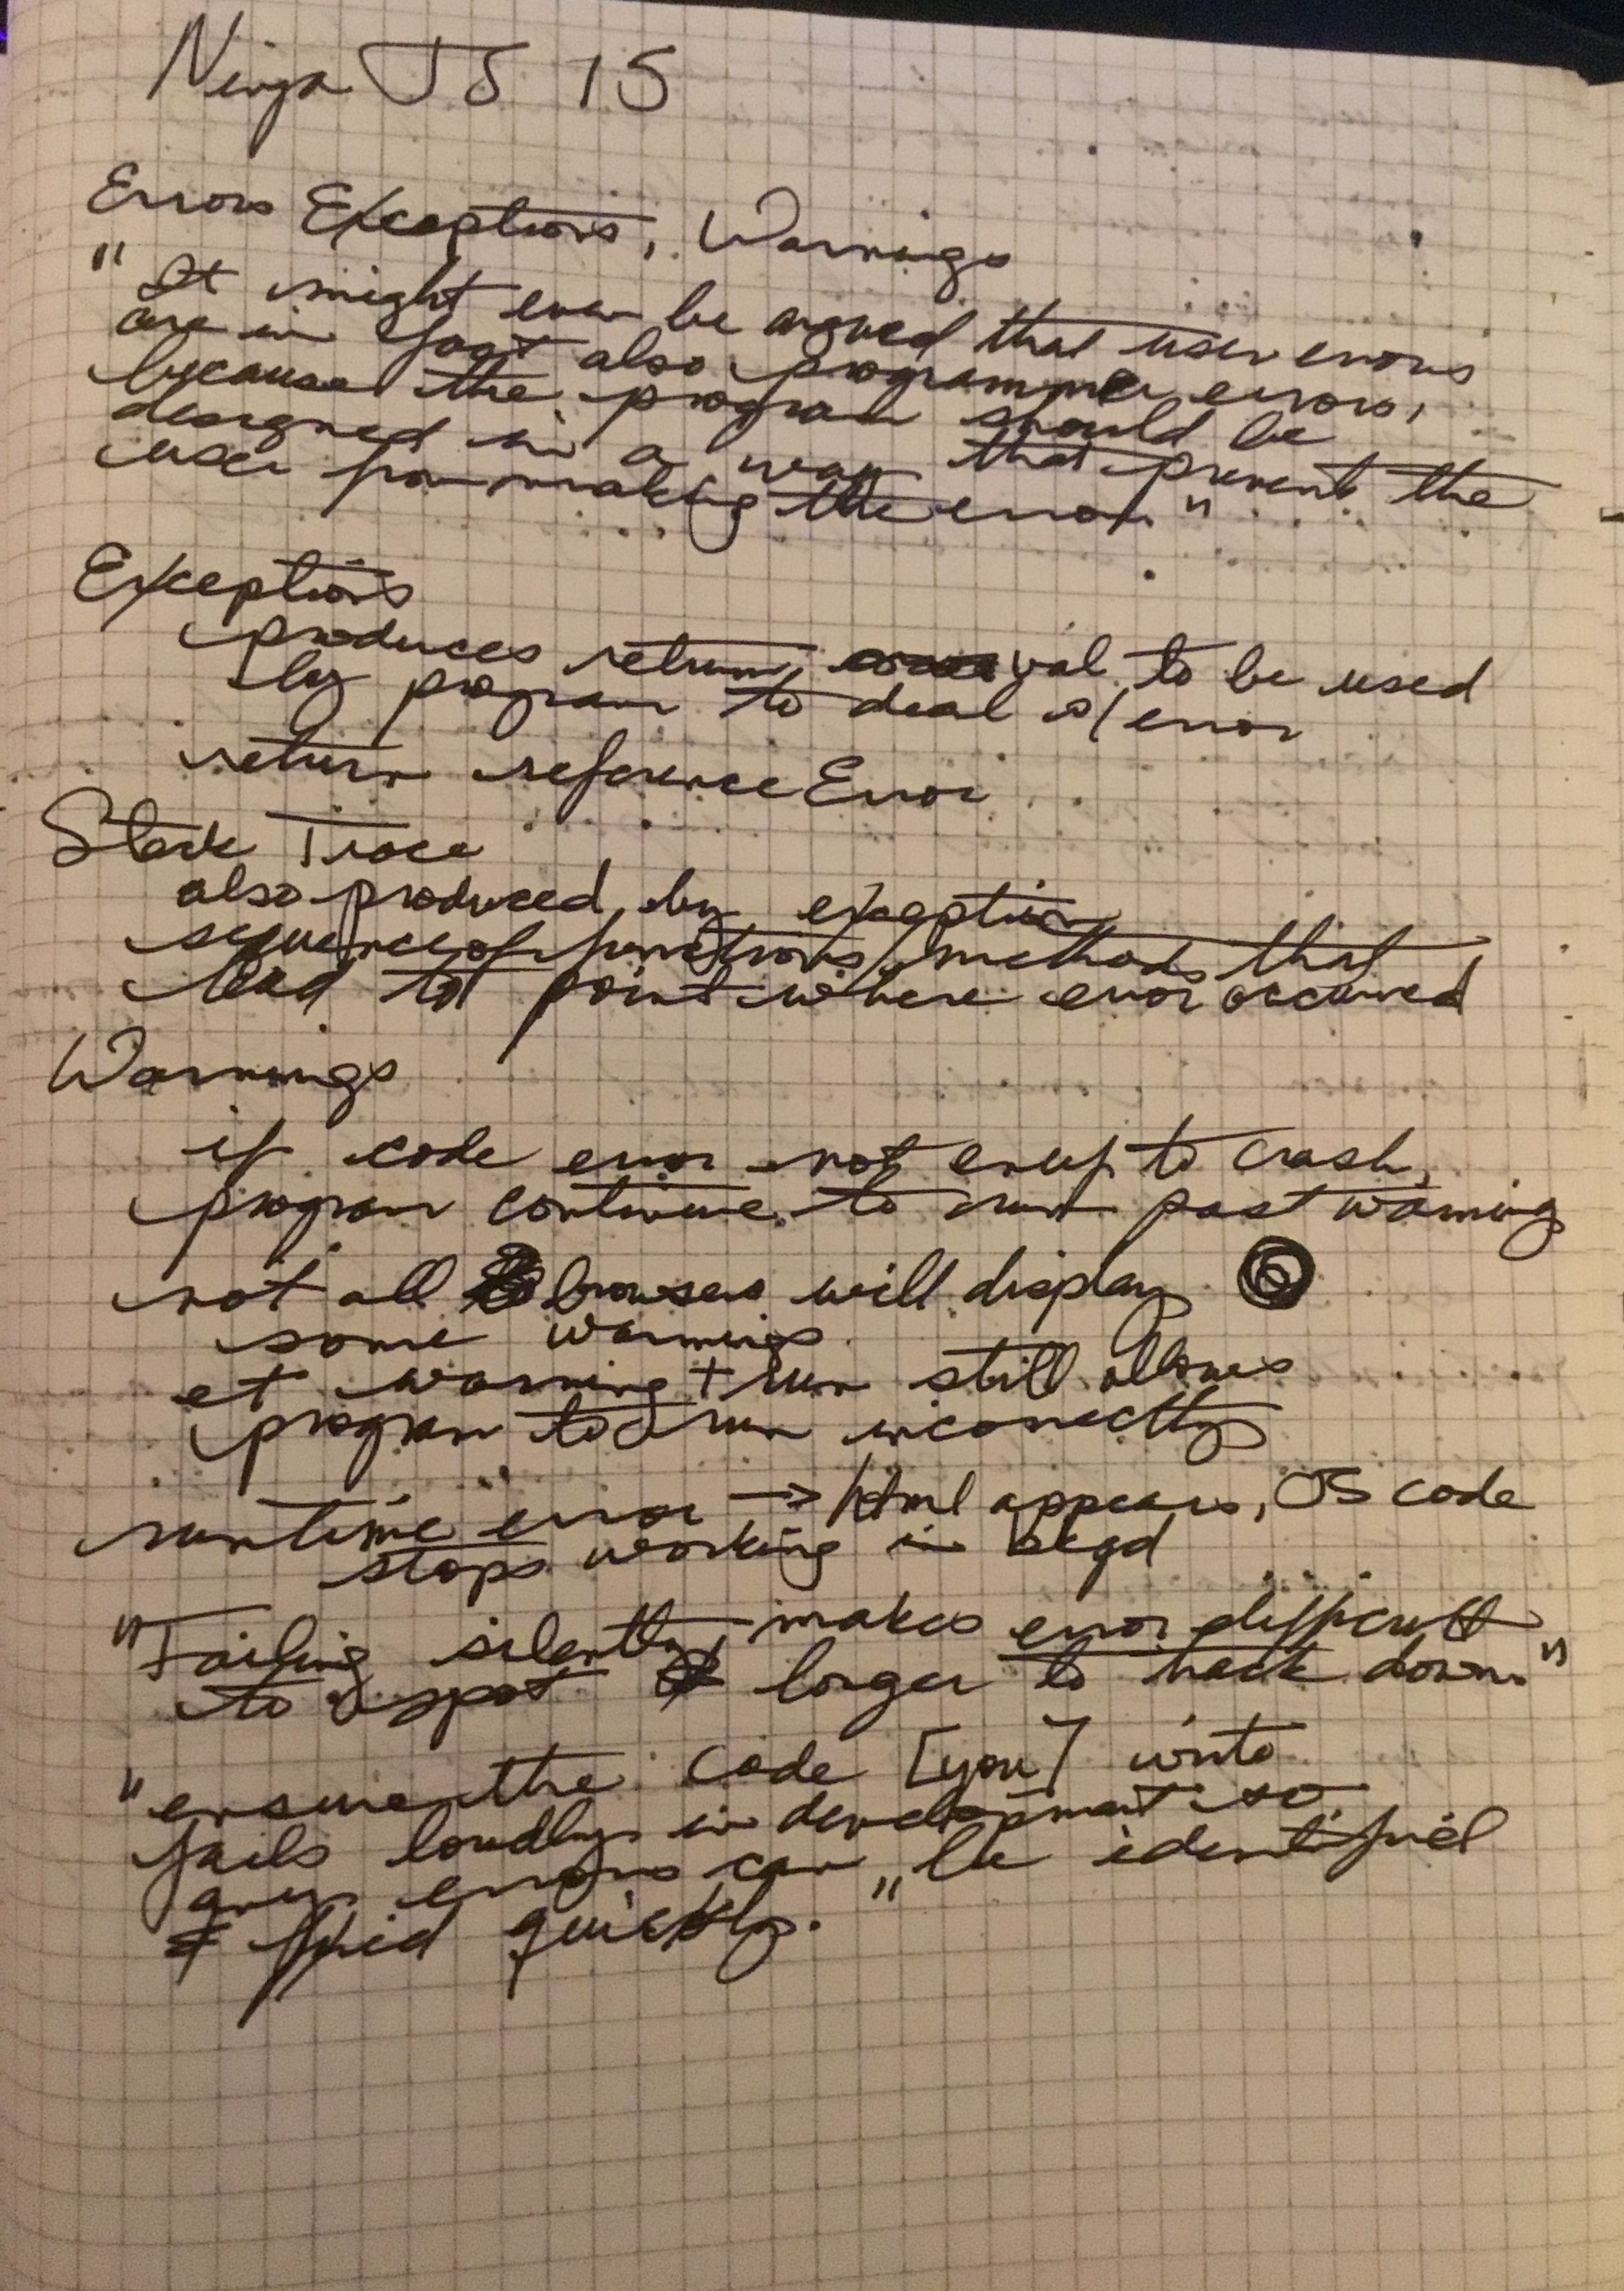 Ninja JS 15
Errors Exceptions, Warnings
"It might even be argued that user errors
are in fact also programmer errors,
because the program should be
designed in a way that prevent the
user from making the error"
Exceptions
produces return, val to be used
by program to deal w/ error
return reference Error
Stack Trace
also produced by exception
sequence of functions/methods that
lead to point where error occurred
Warnings
if code error not enuf to crash,
program continue to run past warning
not all browsers will display
some warnings
et warning + run still allows
program to run incorrectly
runtime error → html appears, JS code
stops working in bkgd
"Failing silently, makes error difficult
to spot & longer to track down."
"ensure the code [you] write
fails loudly in development so
any errors can be identified
& fixed quickly."